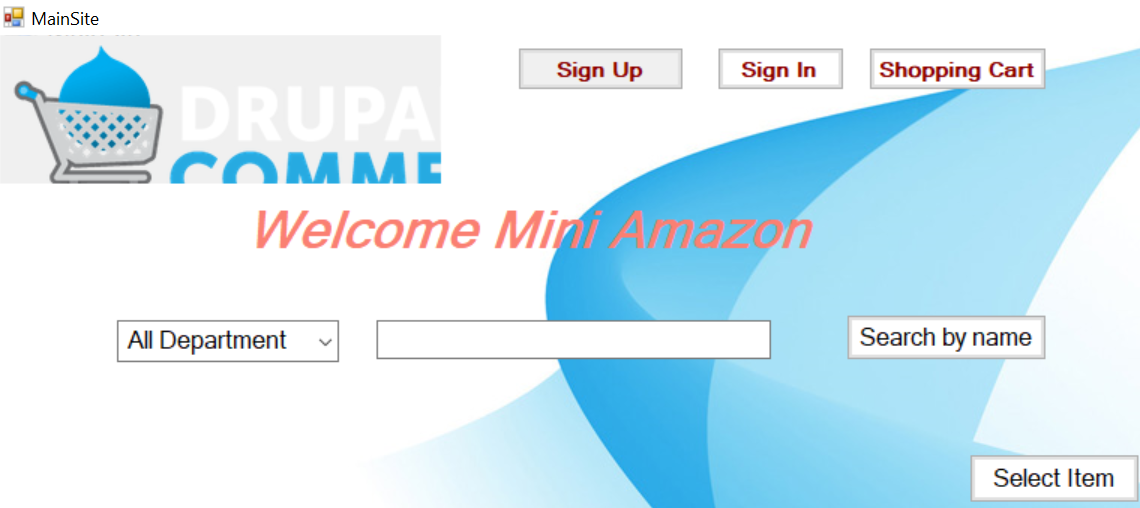 MainSite
Sign Up
Sign In
Shopping Cart
DRUPA
COMME
Welcome Mini Amazon
All Department
Search by name
Select Item